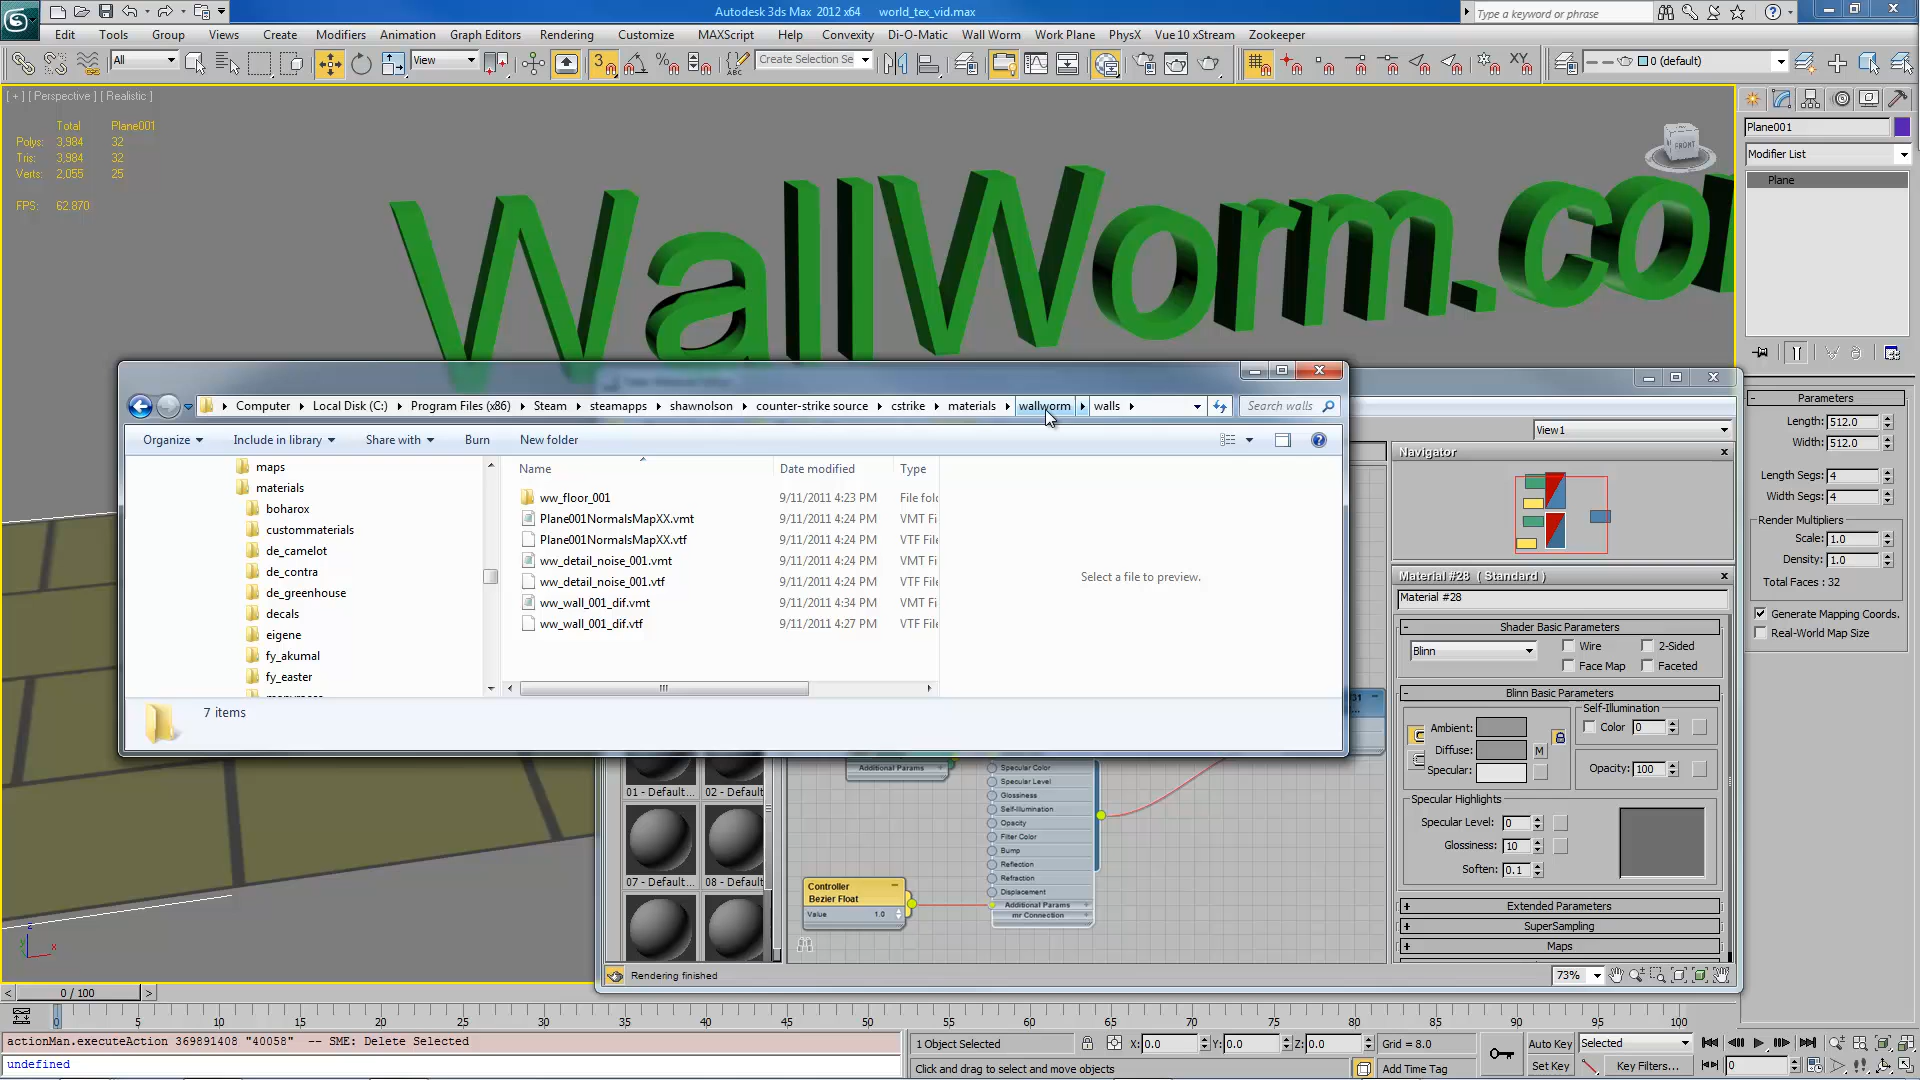 Autodesk 3ds Max 2012 x64 world_tex_vid.max
Type a keyword or phrase
Edit Tools Group Views Create Modifiers Animation Graph Editors Rendering Customize MAXScript Help Convexity Di-O-Matic Wall Worm Work Plane PhysX Vue 10 xStream Zookeeper
All View 3 Create Selection Se XY 0 (default)
[ + ] [ Perspective ] [ Realistic ]
Total Plane001
Polys: 3,984 32
Tris: 3,984 32
Verts: 2,055 25
FPS: 62.870
FRONT
WallWorm.co
Plane001
Modifier List
Plane
Computer Local Disk (C:) Program Files (x86) Steam steamapps shawnolson counter-strike source cstrike materials wallworm walls
Search walls
Organize Include in library Share with Burn New folder
maps
materials
boharox
custommaterials
de_camelot
de_contra
de_greenhouse
decals
eigene
fy_akumal
fy_easter
Name Date modified Type
ww_floor_001 9/11/2011 4:23 PM File fol
Plane001NormalsMapXX.vmt 9/11/2011 4:24 PM VMT Fi
Plane001NormalsMapXX.vtf 9/11/2011 4:24 PM VTF File
ww_detail_noise_001.vmt 9/11/2011 4:24 PM VMT Fi
ww_detail_noise_001.vtf 9/11/2011 4:24 PM VTF File
ww_wall_001_dif.vmt 9/11/2011 4:34 PM VMT Fi
ww_wall_001_dif.vtf 9/11/2011 4:27 PM VTF File
Select a file to preview.
7 items
View1
Navigator
Material #28 ( Standard )
Material #28
Shader Basic Parameters
Blinn Wire 2-Sided
Face Map Faceted
Blinn Basic Parameters
Self-Illumination
Ambient: Color 0
Diffuse: M
Specular: Opacity: 100
Specular Highlights
Specular Level: 0
Glossiness: 10
Soften: 0.1
Extended Parameters
SuperSampling
Maps
Parameters
Length: 512.0
Width: 512.0
Length Segs: 4
Width Segs: 4
Render Multipliers
Scale: 1.0
Density: 1.0
Total Faces : 32
Generate Mapping Coords.
Real-World Map Size
Additional Params
01 - Default... 02 - Default
07 - Default... 08 - Default
Specular Color
Specular Level
Glossiness
Self-Illumination
Opacity
Filter Color
Bump
Reflection
Refraction
Displacement
Additional Params
mr Connection
Controller
Bezier Float
Value 1.0
Rendering finished
73%
z
y
x
0 / 100
0 5 10 15 20 25 30 35 40 45 50 55 60 65 70 75 80 85 90 95 100
actionMan.executeAction 369891408 "40058" -- SME: Delete Selected
undefined
1 Object Selected X: 0.0 Y: 0.0 Z: 0.0 Grid = 8.0
Click and drag to select and move objects Add Time Tag
Auto Key Selected
Set Key Key Filters... 0